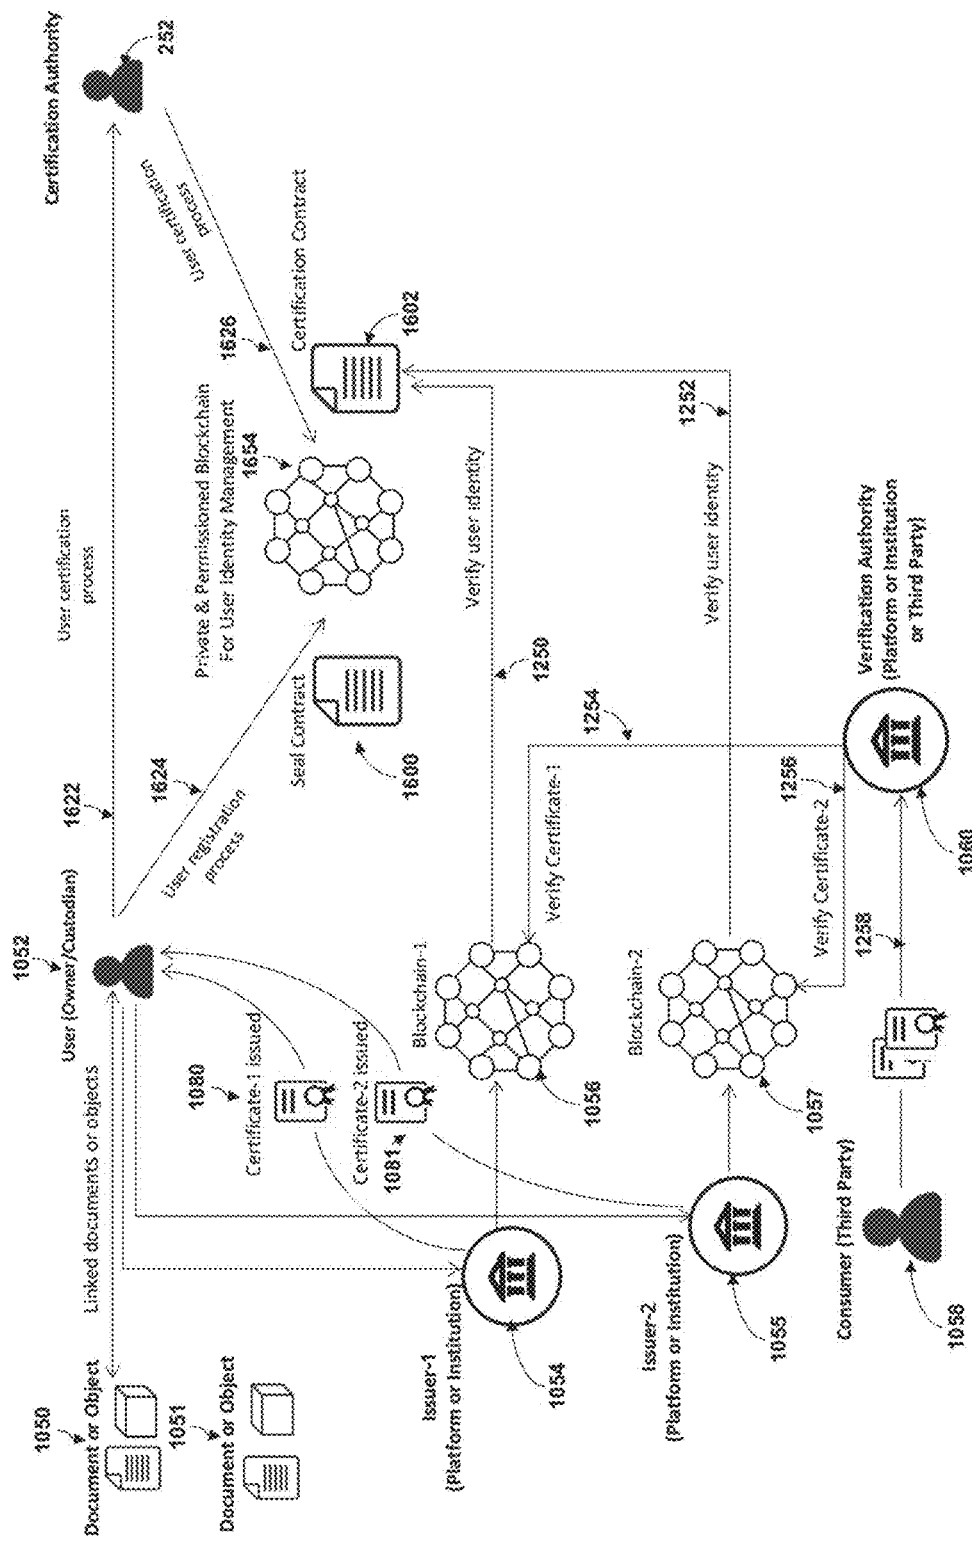 1050
Document or Object
1051
Document or Object
Linked documents or objects
1052
User (Owner/Custodian)
1622
User certification
process
Certification Authority
252
1624
User registration
process
User certification
process
1626
Private & Permissioned Blockchain
For User Identity Management
1654
Seal Contract
1600
Certification Contract
1602
1080
Certificate-1 issued
Certificate-2 issued
1081
Issuer-1
(Platform or Institution)
1054
Blockchain-1
1056
Verify user identity
1250
Verify Certificate-1
1254
Issuer-2
(Platform or Institution)
1055
Blockchain-2
1057
Verify user identity
1252
Verify Certificate-2
1256
Consumer (Third Party)
1058
1258
Verification Authority
(Platform or Institution
or Third Party)
1060